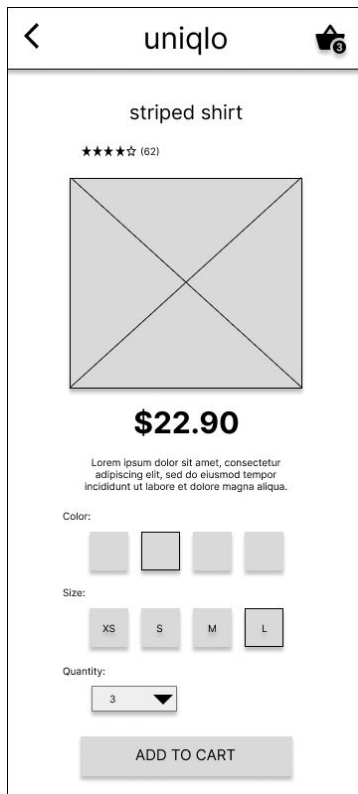 uniqlo
3
striped shirt
★★★★☆ (62)
$22.90
Lorem ipsum dolor sit amet, consectetur
adipiscing elit, sed do eiusmod tempor
incididunt ut labore et dolore magna aliqua.
Color:
Size:
XS S M L
Quantity:
3
ADD TO CART